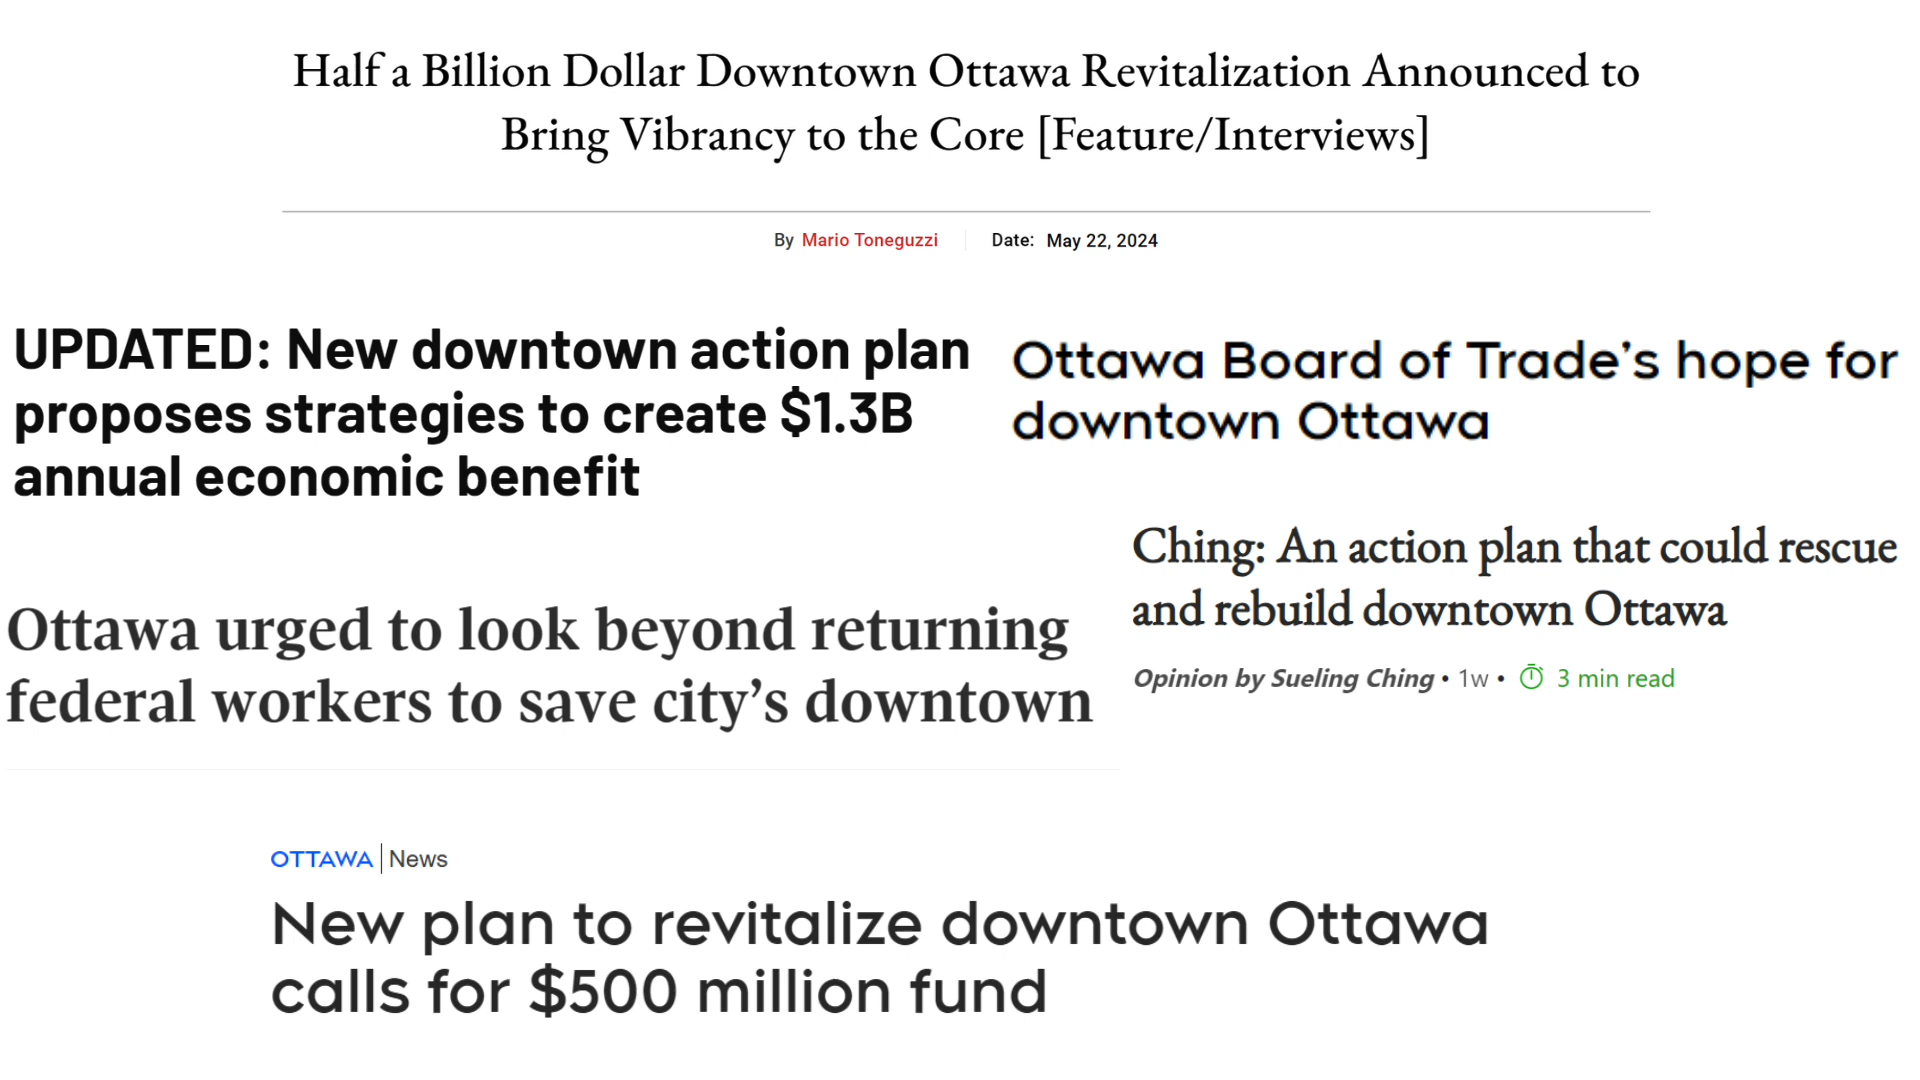 Half a Billion Dollar Downtown Ottawa Revitalization Announced to
Bring Vibrancy to the Core [Feature/Interviews]
By Mario Toneguzzi Date: May 22, 2024
UPDATED: New downtown action plan
proposes strategies to create $1.3B
annual economic benefit
Ottawa Board of Trade’s hope for
downtown Ottawa
Ching: An action plan that could rescue
and rebuild downtown Ottawa
Opinion by Sueling Ching • 1w • 3 min read
Ottawa urged to look beyond returning
federal workers to save city’s downtown
OTTAWA | News
New plan to revitalize downtown Ottawa
calls for $500 million fund